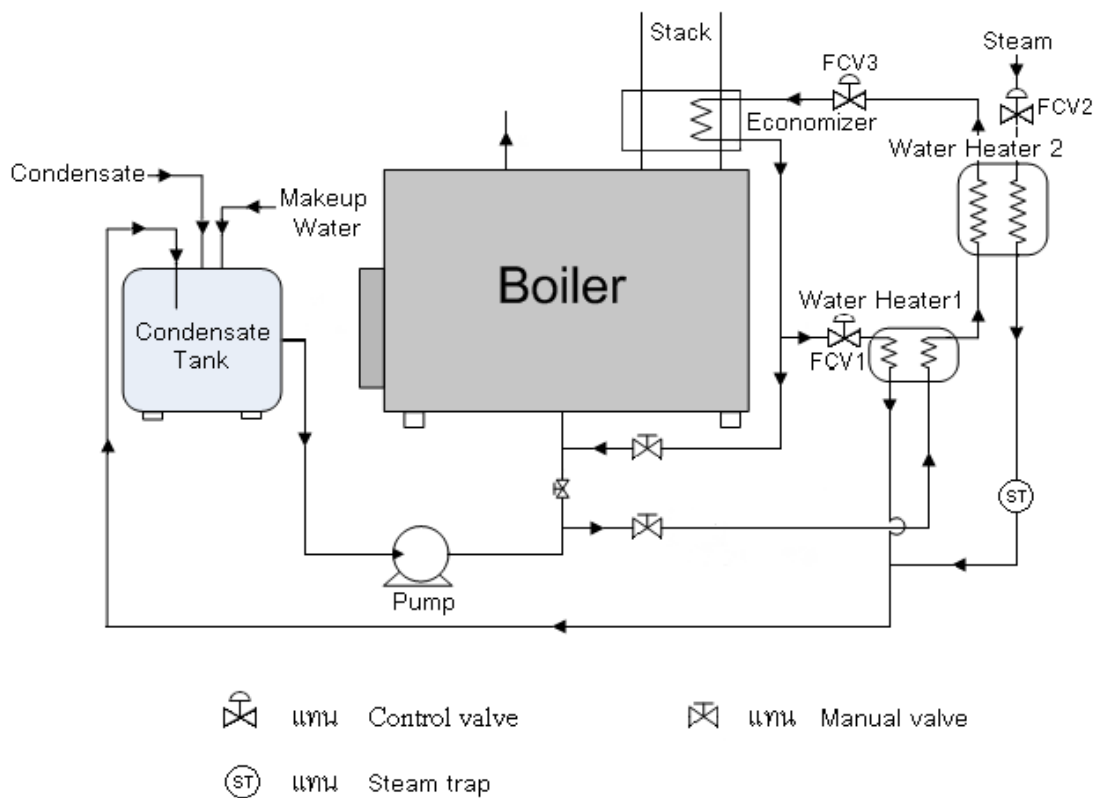 Stack
Steam
FCV3
FCV2
Economizer
Water Heater 2
Condensate
Makeup
Water
Boiler
Water Heater1
Condensate
Tank
FCV1
ST
Pump
แทน Control valve
แทน Manual valve
ST แทน Steam trap